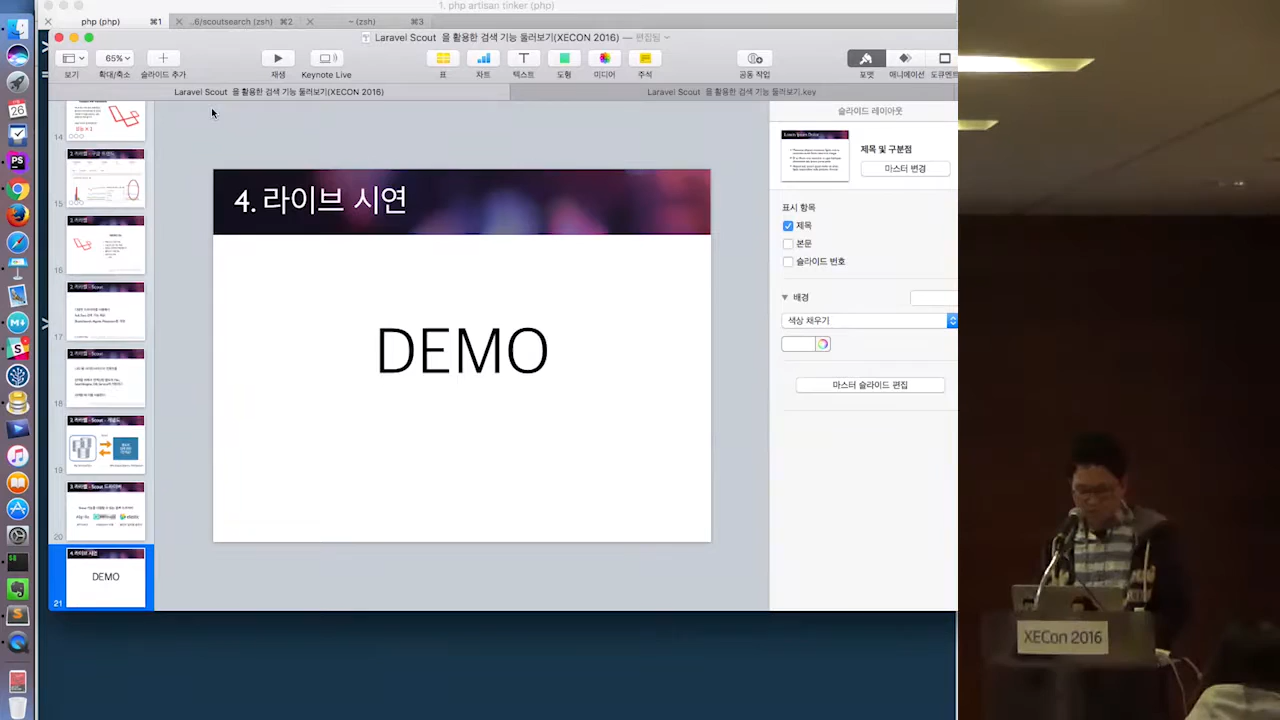 1. php artisan tinker (php)
php (php) ⌘1
..6/scoutsearch (zsh) ⌘2
~ (zsh) ⌘3
Laravel Scout 을 활용한 검색 기능 둘러보기(XECON 2016) — 편집됨
65%
보기
확대/축소
슬라이드 추가
재생
Keynote Live
표
차트
텍스트
도형
미디어
주석
공동 작업
포맷
애니메이션
도큐멘트
Laravel Scout 을 활용한 검색 기능 둘러보기(XECON 2016)
Laravel Scout 을 활용한 검색 기능 둘러보기.key
슬라이드 레이아웃
제목 및 구분점
마스터 변경
표시 항목
제목
본문
슬라이드 번호
배경
색상 채우기
마스터 슬라이드 편집
4. 라이브 시연
DEMO
14
15
16
17
18
19
20
4. 라이브 시연
DEMO
21
26
XECon 2016